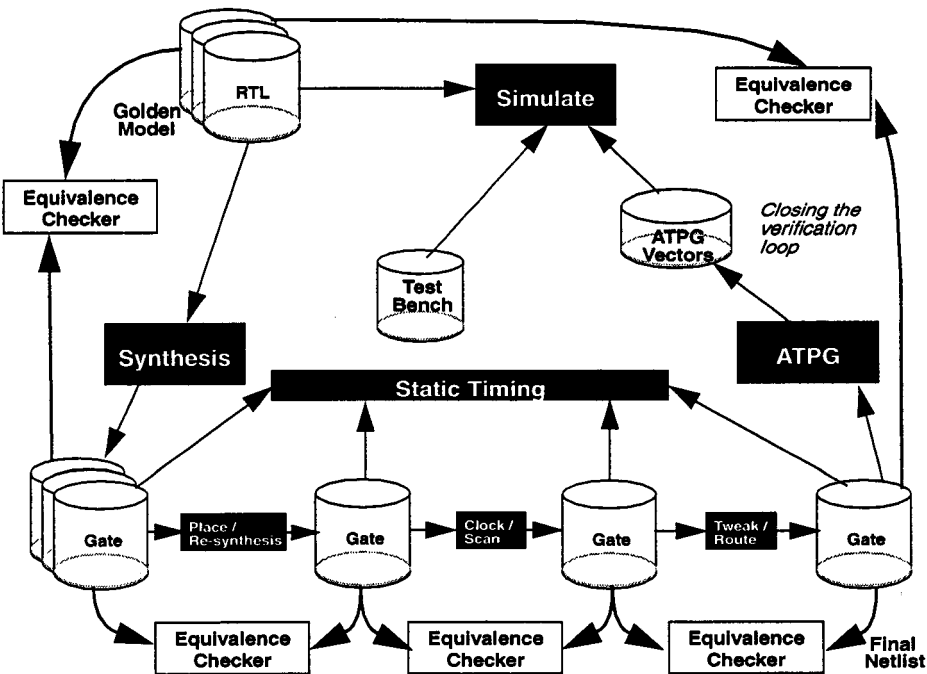 RTL
Golden
Model
Simulate
Equivalence
Checker
Equivalence
Checker
ATPG
Vectors
Closing the
verification
loop
Test
Bench
Synthesis
ATPG
Static Timing
Gate
Place /
Re-synthesis
Gate
Clock /
Scan
Gate
Tweak /
Route
Gate
Equivalence
Checker
Equivalence
Checker
Equivalence
Checker
Final
Netlist